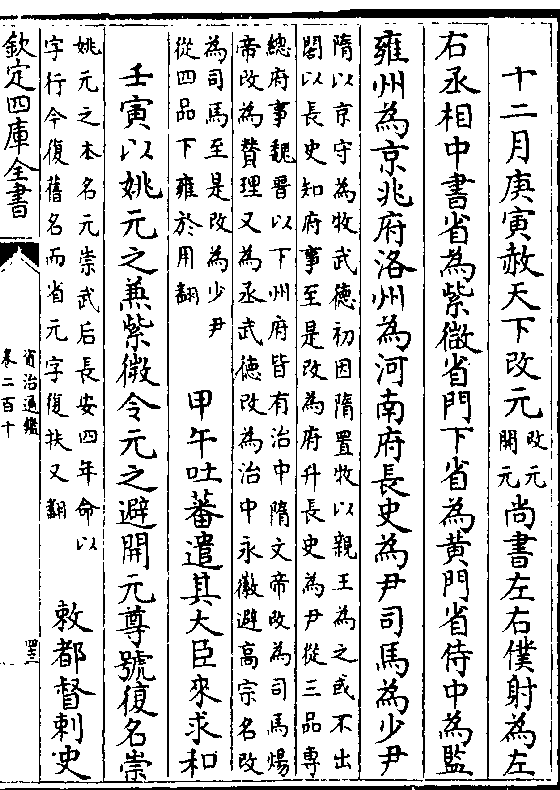 十二月庚寅赦天下改元改元開元尚書左右僕射為左
右丞相中書省為紫微省門下省為黄門省侍中為監
雍州為京兆府洛州為河南府長史為尹司馬為少尹
隋以京守為牧武德初因隋置牧以親王為之或不出
閤以長史知府事至是改為府升長史為尹從三品專
總府事魏晉以下州府皆有治中隋文帝改為司馬煬
帝改為贊理又為丞武德改為治中永徽避高宗名改
為司馬至是改為少尹
從四品下雍於用翻
甲午吐蕃遣其大臣來求和
壬寅以姚元之兼紫微令元之避開元尊號復名崇
姚元之本名元崇武后長安四年命以
字行今復舊名而省元字復扶又翻
敕都督刺史
欽定四庫全書
資治通鑑
卷二百十